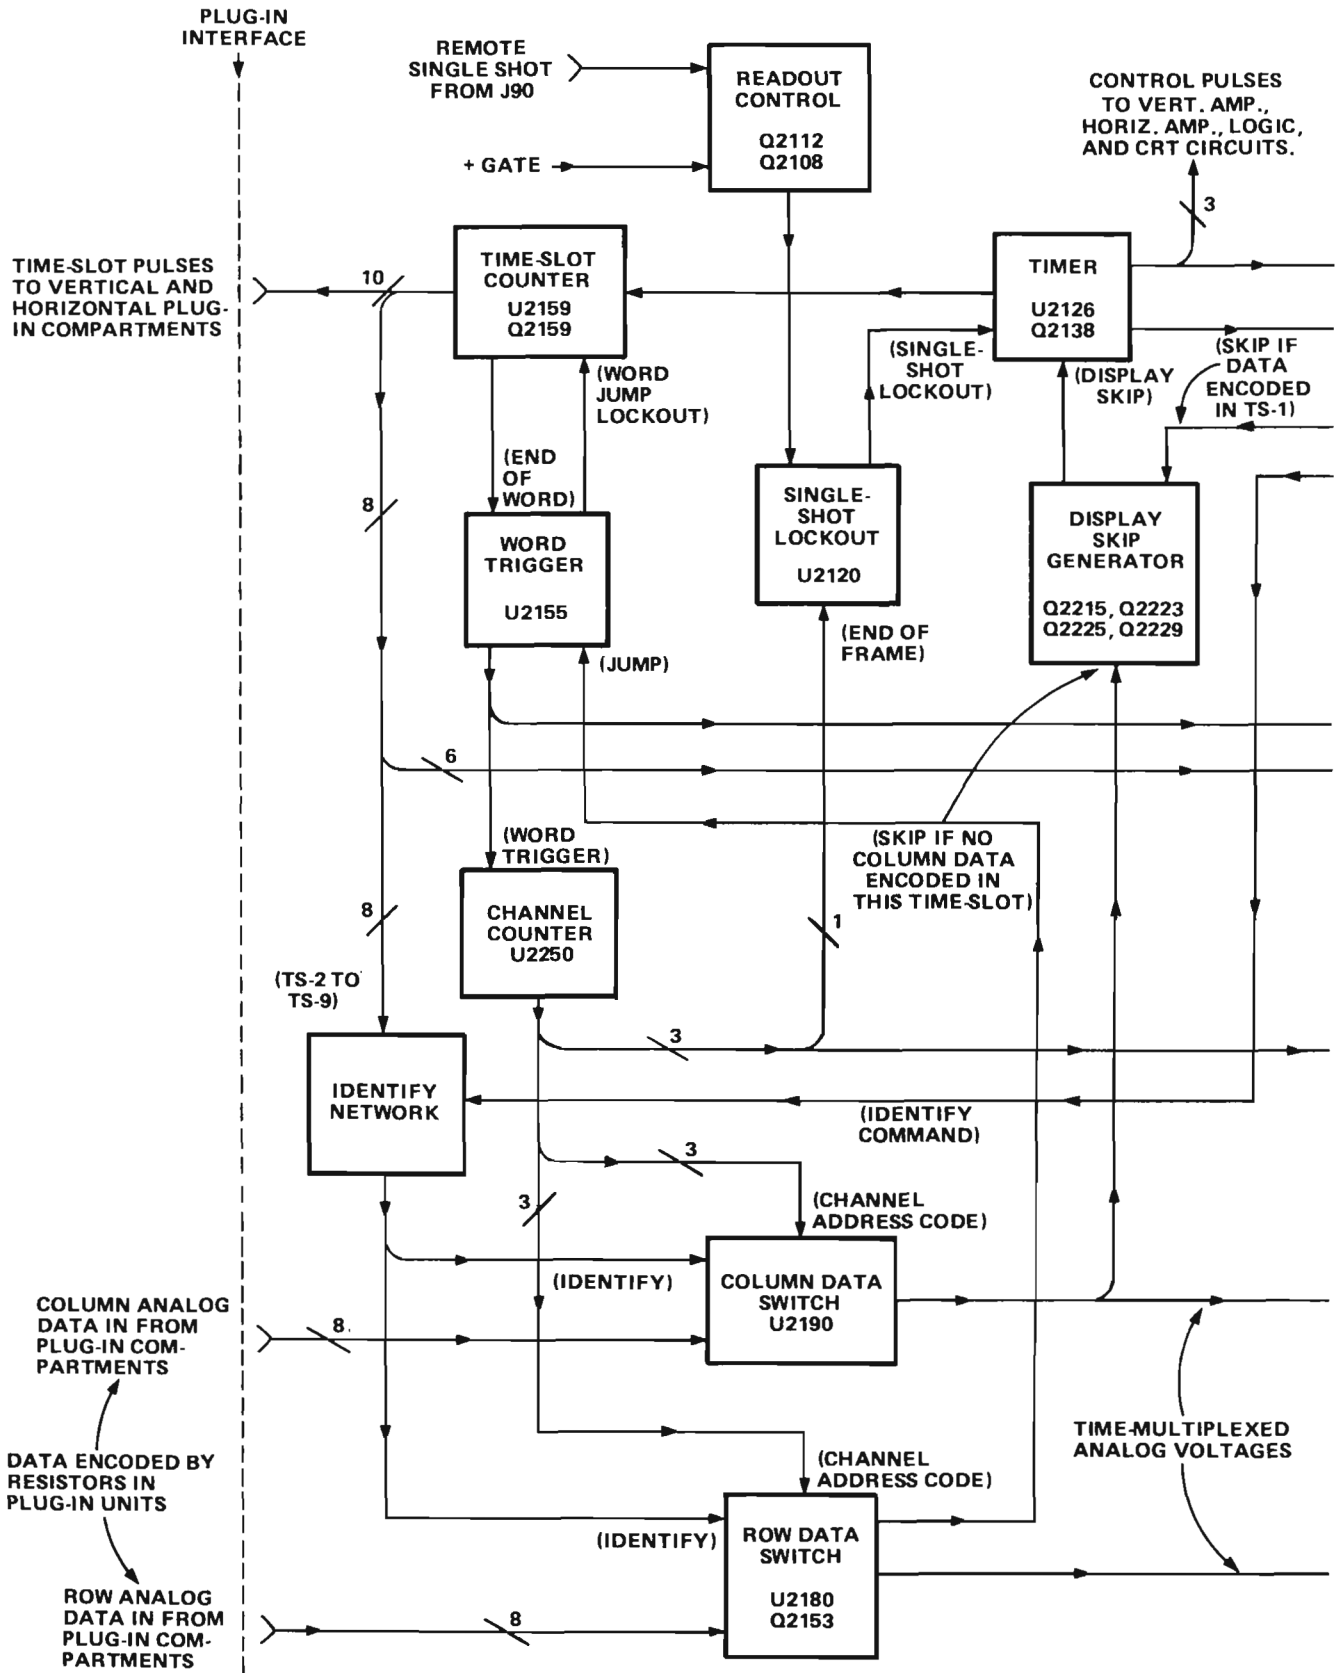 PLUG-IN
INTERFACE
REMOTE
SINGLE SHOT
FROM J90
+ GATE
READOUT
CONTROL
Q2112
Q2108
CONTROL PULSES
TO VERT. AMP.,
HORIZ. AMP., LOGIC,
AND CRT CIRCUITS.
3
TIME-SLOT PULSES
TO VERTICAL AND
HORIZONTAL PLUG-
IN COMPARTMENTS
10
TIME-SLOT
COUNTER
U2159
Q2159
TIMER
U2126
Q2138
(WORD
JUMP
LOCKOUT)
(SINGLE-
SHOT
LOCKOUT)
(DISPLAY
SKIP)
(SKIP IF
DATA
ENCODED
IN TS-1)
(END
OF
WORD)
8
WORD
TRIGGER
U2155
SINGLE-
SHOT
LOCKOUT
U2120
DISPLAY
SKIP
GENERATOR
Q2215, Q2223
Q2225, Q2229
(JUMP)
(END OF
FRAME)
6
(WORD
TRIGGER)
(SKIP IF NO
COLUMN DATA
ENCODED IN
THIS TIME-SLOT)
8
CHANNEL
COUNTER
U2250
1
(TS-2 TO
TS-9)
3
IDENTIFY
NETWORK
(IDENTIFY
COMMAND)
3
3
(CHANNEL
ADDRESS CODE)
(IDENTIFY)
COLUMN DATA
SWITCH
U2190
COLUMN ANALOG
DATA IN FROM
PLUG-IN COM-
PARTMENTS
8
DATA ENCODED BY
RESISTORS IN
PLUG-IN UNITS
TIME-MULTIPLEXED
ANALOG VOLTAGES
(CHANNEL
ADDRESS CODE)
(IDENTIFY)
ROW DATA
SWITCH
U2180
Q2153
ROW ANALOG
DATA IN FROM
PLUG-IN COM-
PARTMENTS
8